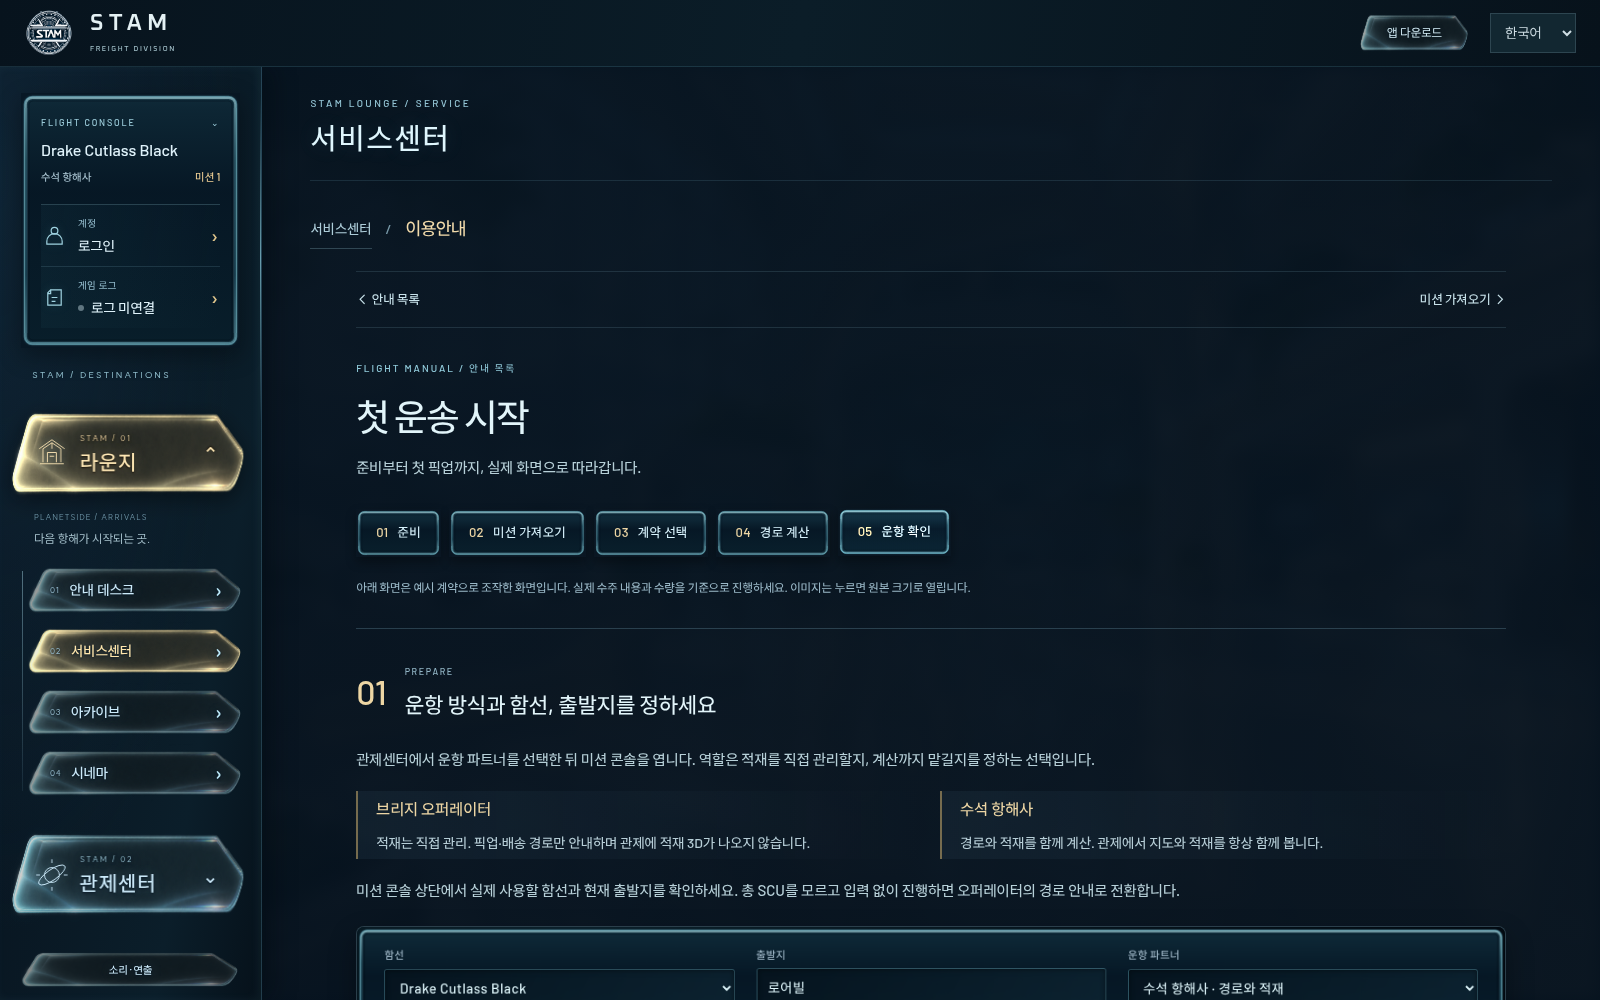 STAM
STAM
FREIGHT DIVISION
앱 다운로드
한국어
FLIGHT CONSOLE
Drake Cutlass Black
수석 항해사
미션 1
계정
로그인
게임 로그
로그 미연결
STAM / DESTINATIONS
STAM / 01
라운지
PLANETSIDE / ARRIVALS
다음 항해가 시작되는 곳.
01 안내 데스크
02 서비스센터
03 아카이브
04 시네마
STAM / 02
관제센터
소리·연출
STAM LOUNGE / SERVICE
서비스센터
서비스센터 / 이용안내
안내 목록
미션 가져오기
FLIGHT MANUAL / 안내 목록
첫 운송 시작
준비부터 첫 픽업까지, 실제 화면으로 따라갑니다.
01 준비
02 미션 가져오기
03 계약 선택
04 경로 계산
05 운항 확인
아래 화면은 예시 계약으로 조작한 화면입니다. 실제 수주 내용과 수량을 기준으로 진행하세요. 이미지는 누르면 원본 크기로 열립니다.
PREPARE
01 운항 방식과 함선, 출발지를 정하세요
관제센터에서 운항 파트너를 선택한 뒤 미션 콘솔을 엽니다. 역할은 적재를 직접 관리할지, 계산까지 맡길지를 정하는 선택입니다.
브리지 오퍼레이터
적재는 직접 관리. 픽업·배송 경로만 안내하며 관제에 적재 3D가 나오지 않습니다.
수석 항해사
경로와 적재를 함께 계산. 관제에서 지도와 적재를 항상 함께 봅니다.
미션 콘솔 상단에서 실제 사용할 함선과 현재 출발지를 확인하세요. 총 SCU를 모르고 입력 없이 진행하면 오퍼레이터의 경로 안내로 전환합니다.
함선
Drake Cutlass Black
출발지
로어빌
운항 파트너
수석 항해사 · 경로와 적재